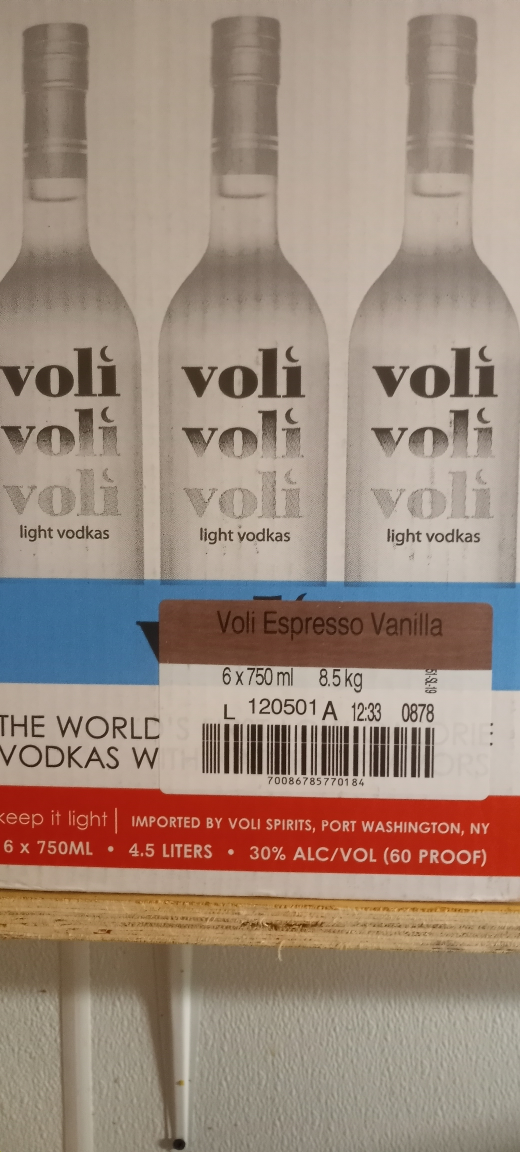 voli voli voli
voli voli voli
voli voli voli
light vodkas light vodkas light vodkas
Voli Espresso Vanilla
6 x 750 ml 8.5 kg
L 120501 A 12:33 0878
70086785770184
THE WORLD'S
VODKAS WITH
keep it light | IMPORTED BY VOLI SPIRITS, PORT WASHINGTON, NY
6 x 750ML • 4.5 LITERS • 30% ALC/VOL (60 PROOF)